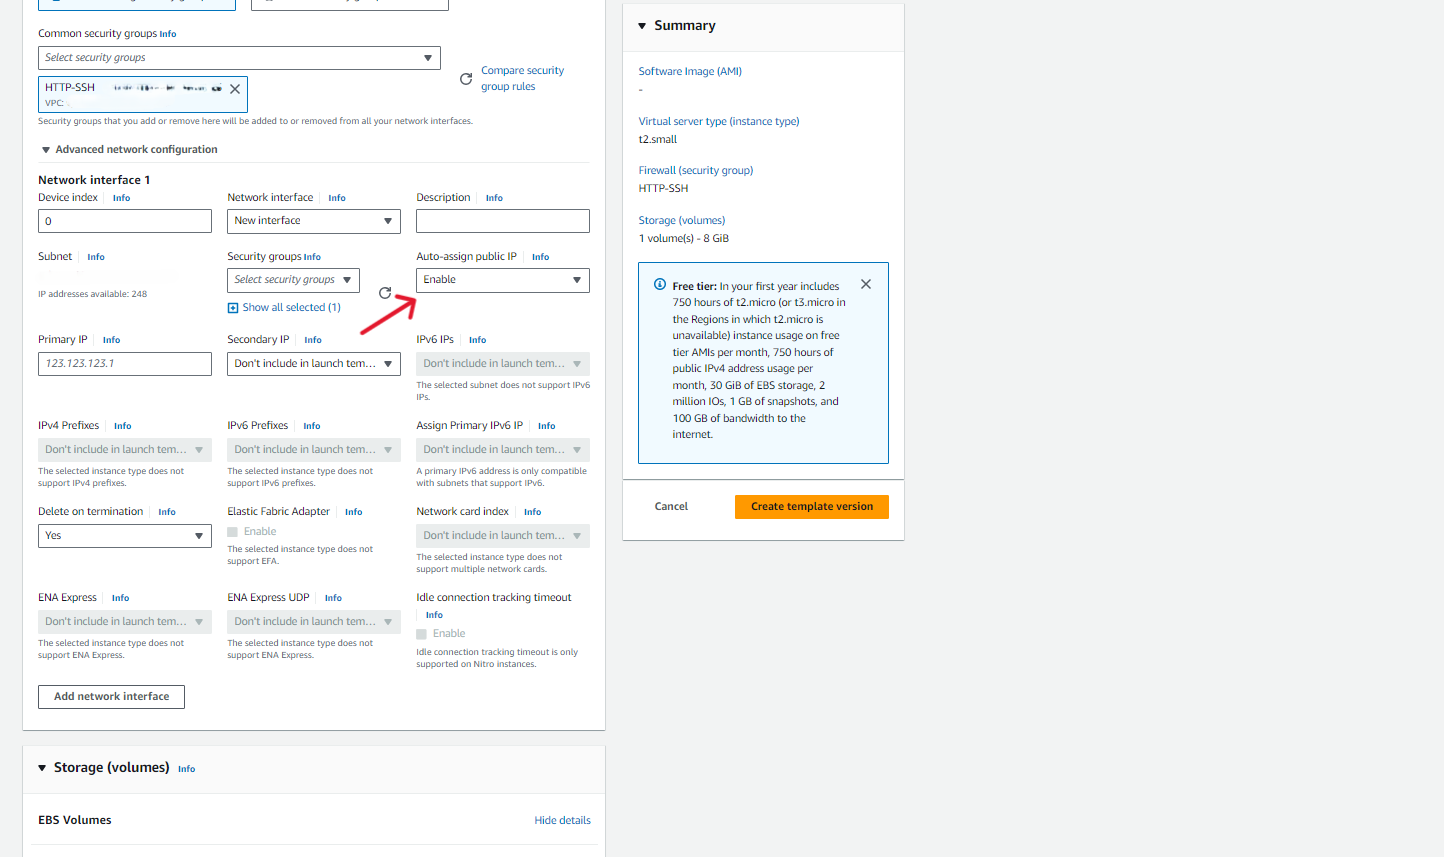 Common security groups Info
Select security groups
Compare security
group rules
HTTP-SSH
VPC:
Security groups that you add or remove here will be added to or removed from all your network interfaces.
Advanced network configuration
Network interface 1
Device index Info
0
Network interface Info
New interface
Description Info
Subnet Info
IP addresses available: 248
Security groups Info
Select security groups
Show all selected (1)
Auto-assign public IP Info
Enable
Primary IP Info
123.123.123.1
Secondary IP Info
Don't include in launch tem...
IPv6 IPs Info
Don't include in launch tem...
The selected subnet does not support IPv6
IPs.
IPv4 Prefixes Info
Don't include in launch tem...
The selected instance type does not
support IPv4 prefixes.
IPv6 Prefixes Info
Don't include in launch tem...
The selected instance type does not
support IPv6 prefixes.
Assign Primary IPv6 IP Info
Don't include in launch tem...
A primary IPv6 address is only compatible
with subnets that support IPv6.
Delete on termination Info
Yes
Elastic Fabric Adapter Info
Enable
The selected instance type does not
support EFA.
Network card index Info
Don't include in launch tem...
The selected instance type does not
support multiple network cards.
ENA Express Info
Don't include in launch tem...
The selected instance type does not
support ENA Express.
ENA Express UDP Info
Don't include in launch tem...
The selected instance type does not
support ENA Express.
Idle connection tracking timeout
Info
Enable
Idle connection tracking timeout is only
supported on Nitro instances.
Add network interface
Storage (volumes) Info
EBS Volumes
Hide details
Summary
Software Image (AMI)
-
Virtual server type (instance type)
t2.small
Firewall (security group)
HTTP-SSH
Storage (volumes)
1 volume(s) - 8 GiB
Free tier: In your first year includes
750 hours of t2.micro (or t3.micro in
the Regions in which t2.micro is
unavailable) instance usage on free
tier AMIs per month, 750 hours of
public IPv4 address usage per
month, 30 GiB of EBS storage, 2
million IOs, 1 GB of snapshots, and
100 GB of bandwidth to the
internet.
Cancel
Create template version